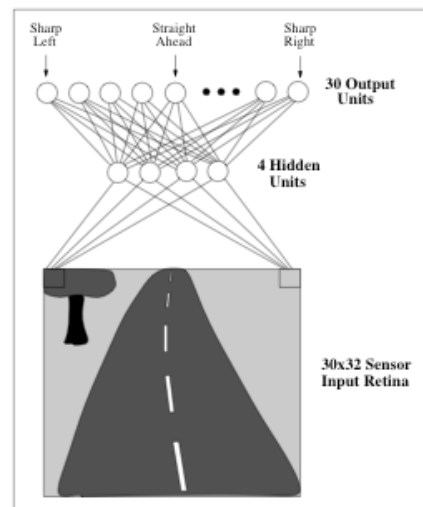 Sharp
Left
Straight
Ahead
Sharp
Right
30 Output
Units
4 Hidden
Units
30x32 Sensor
Input Retina